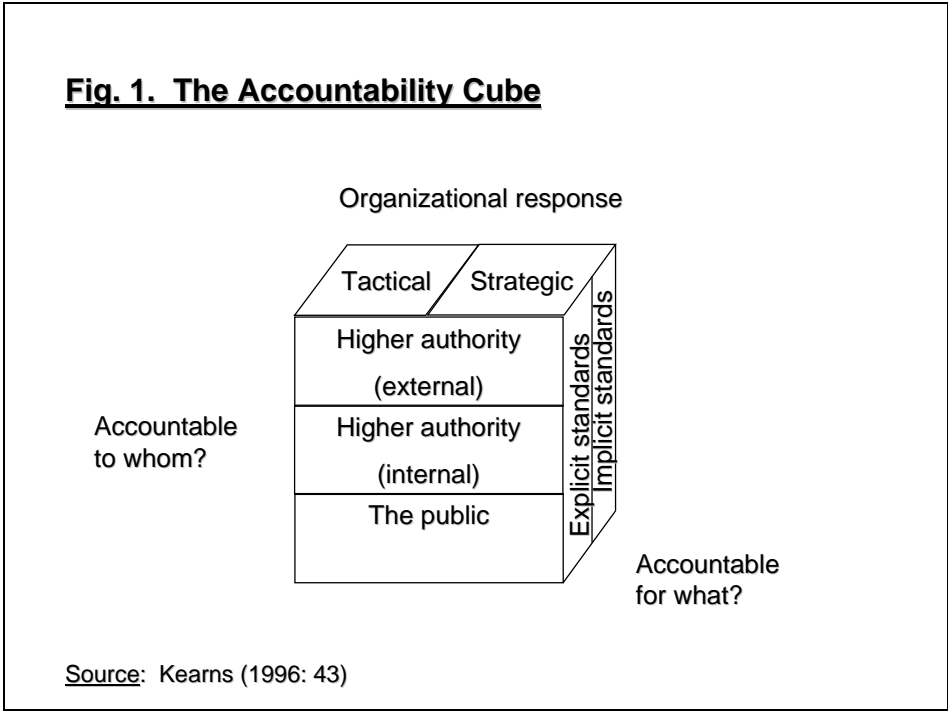 Fig. 1. The Accountability Cube
Organizational response
Tactical Strategic
Higher authority
(external)
Accountable
to whom?
Higher authority
(internal)
The public
Explicit standards
Implicit standards
Accountable
for what?
Source: Kearns (1996: 43)